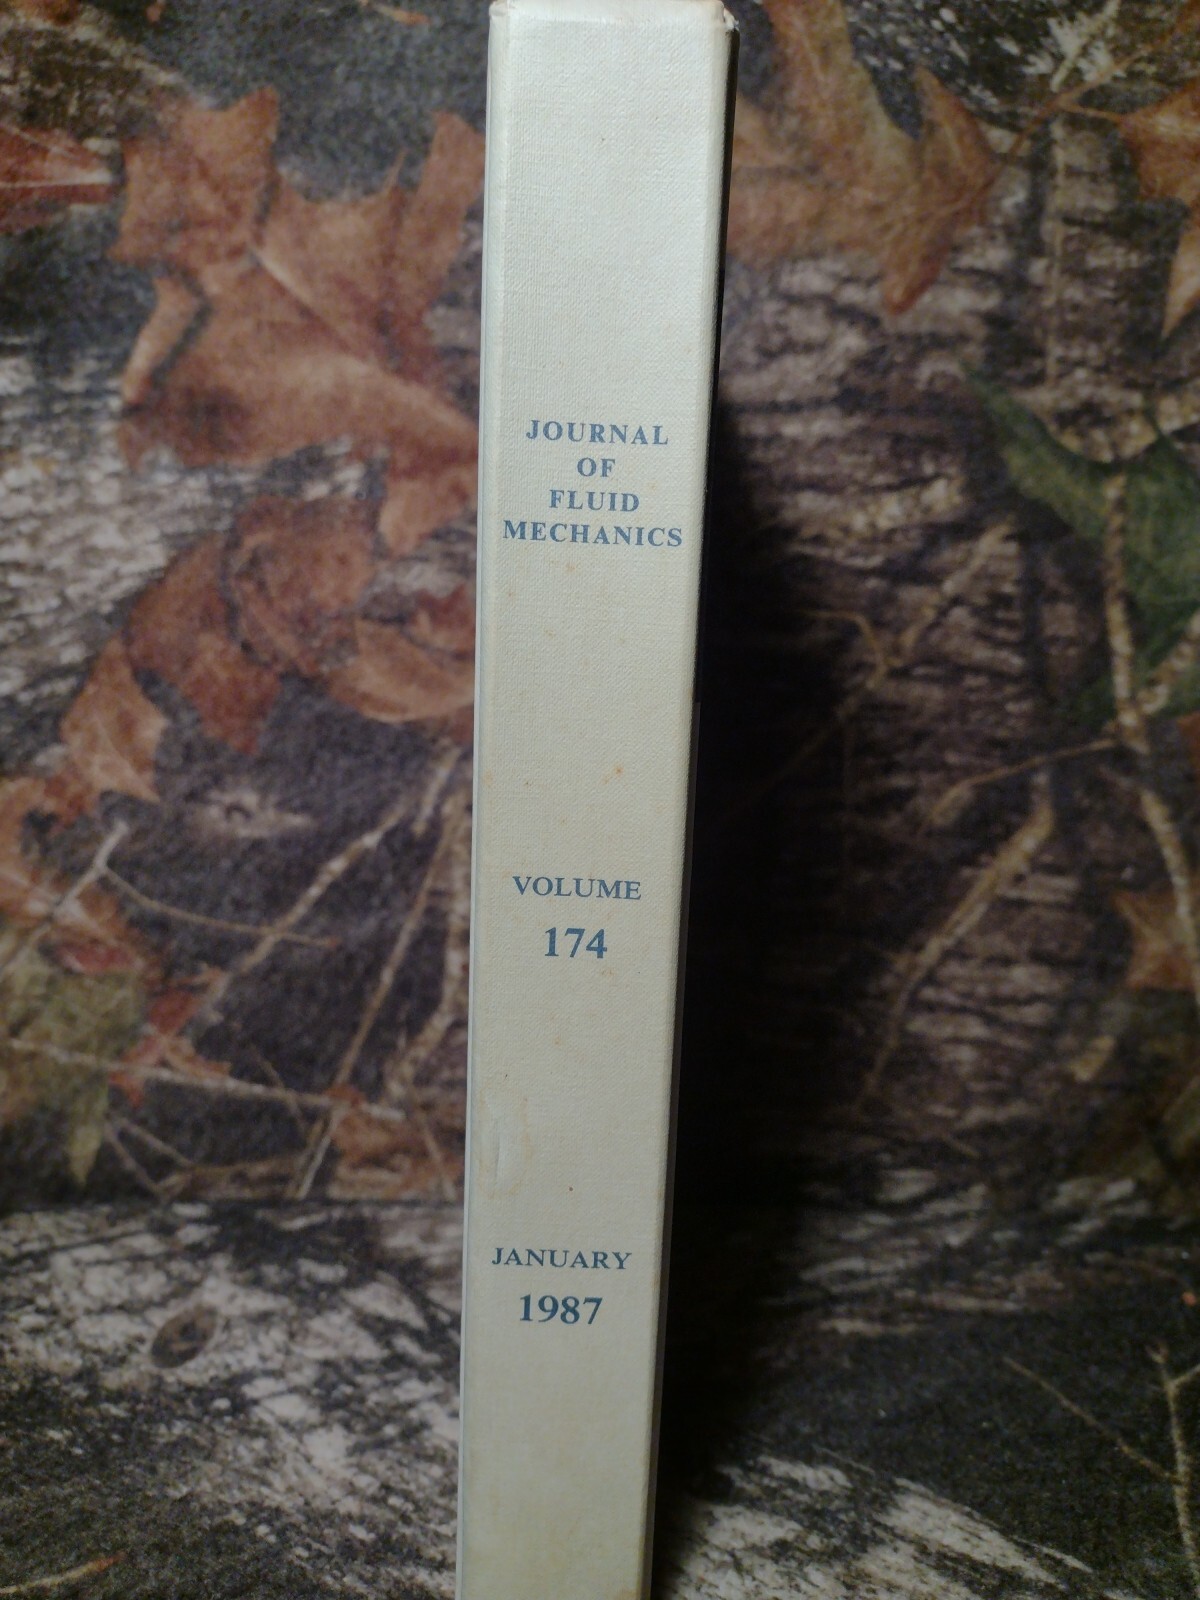 JOURNAL
OF
FLUID
MECHANICS
VOLUME
174
JANUARY
1987